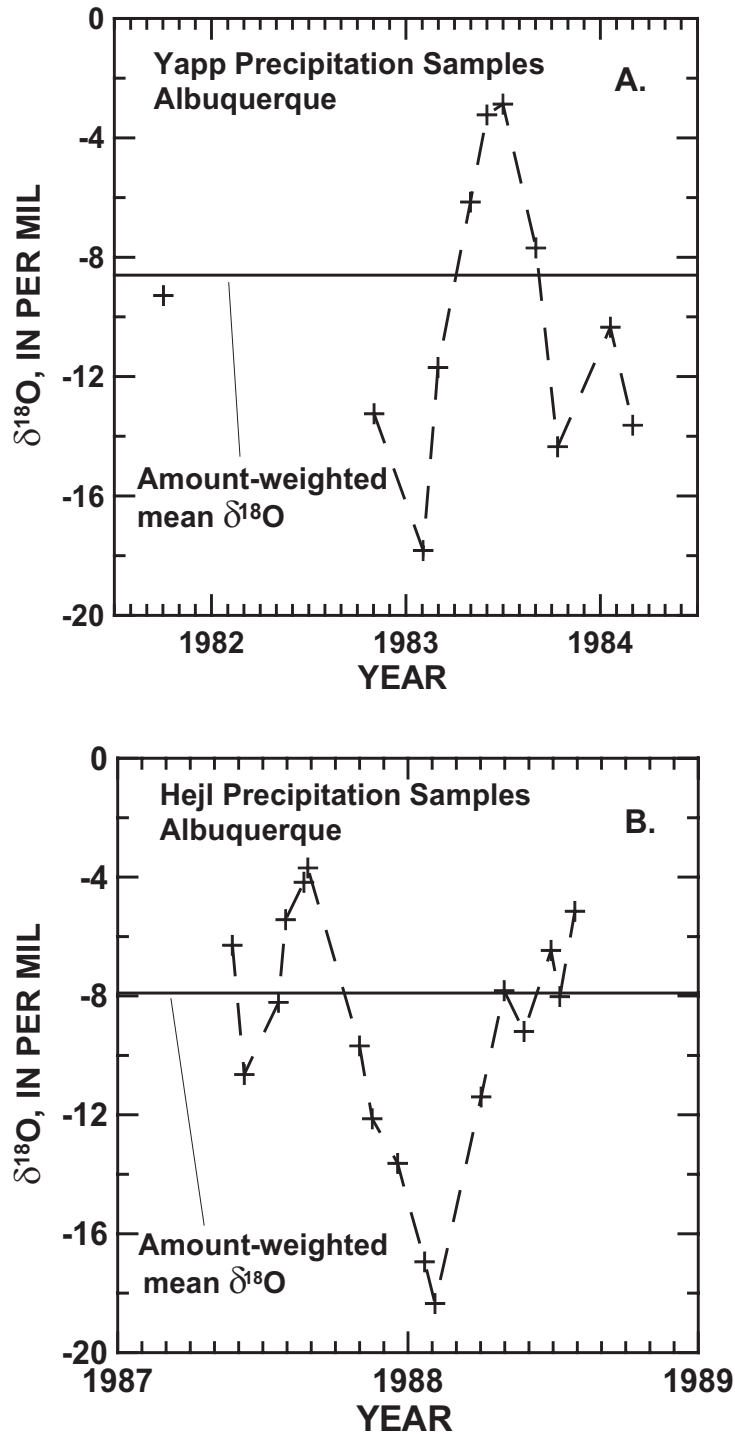 Yapp Precipitation Samples
Albuquerque
A.
0
-4
-8
-12
-16
-20
δ18O, IN PER MIL
Amount-weighted
mean δ18O
1982 1983 1984
YEAR
Hejl Precipitation Samples
Albuquerque
B.
0
-4
-8
-12
-16
-20
δ18O, IN PER MIL
Amount-weighted
mean δ18O
1987 1988 1989
YEAR